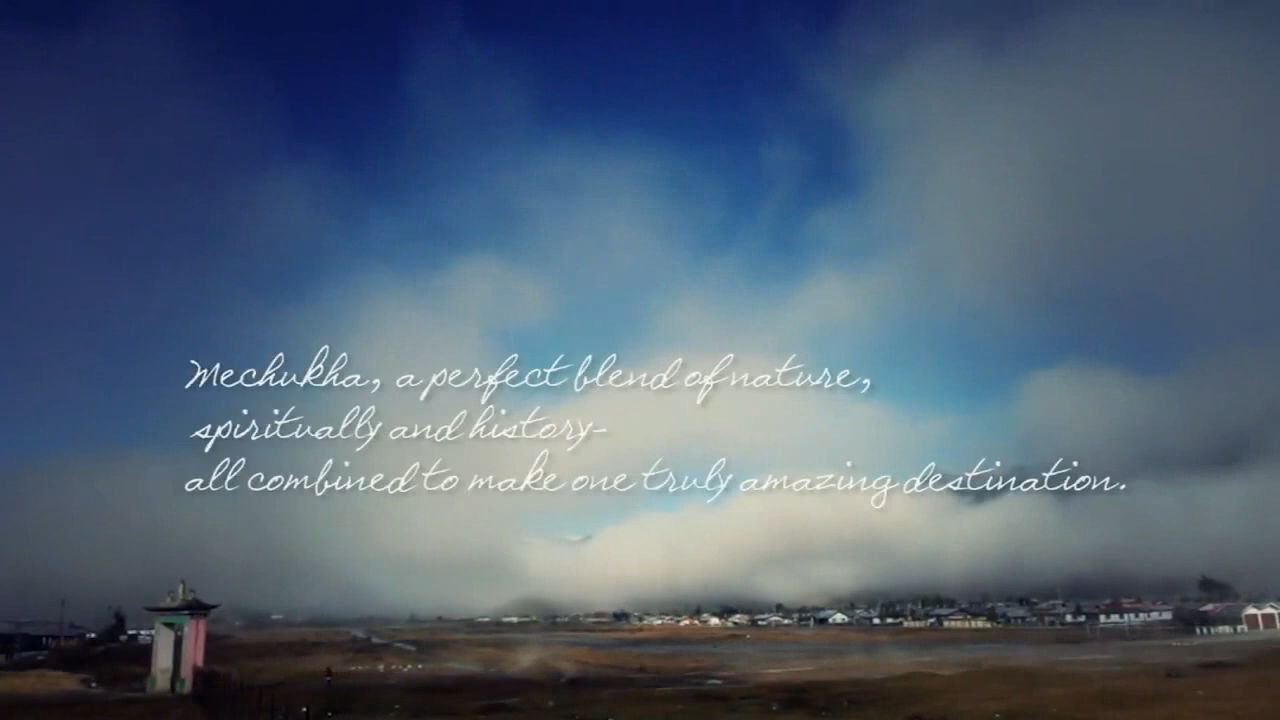 Mechukha, a perfect blend of nature,
spiritually and history-
all combined to make one truly amazing destination.